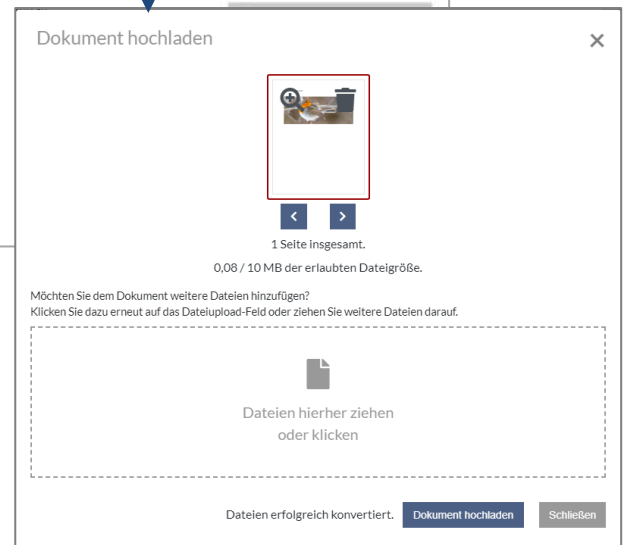 Dokument hochladen
1 Seite insgesamt.
0,08 / 10 MB der erlaubten Dateigröße.
Möchten Sie dem Dokument weitere Dateien hinzufügen?
Klicken Sie dazu erneut auf das Dateiupload-Feld oder ziehen Sie weitere Dateien darauf.
Dateien hierher ziehen
oder klicken
Dateien erfolgreich konvertiert. Dokument hochladen Schließen